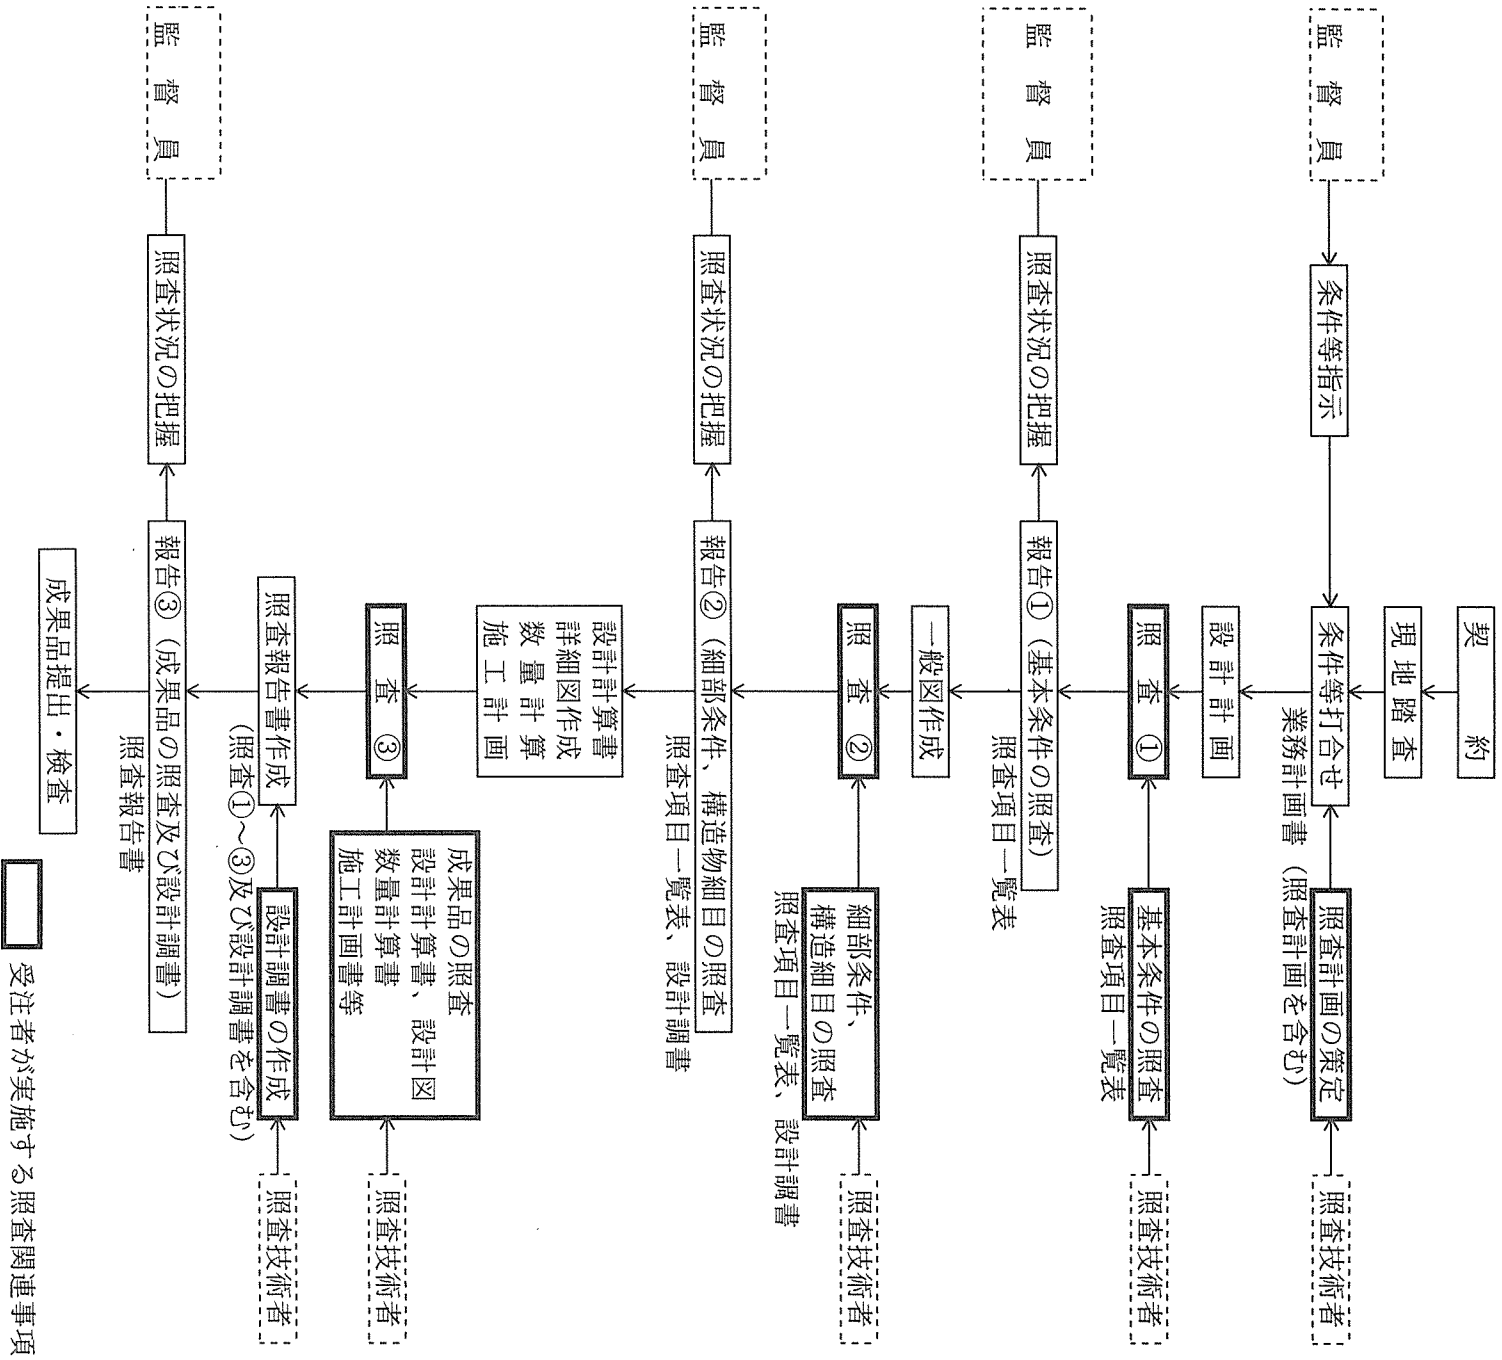 契約
現地踏査
監督員
条件等指示
条件等打合せ
照査計画の策定
照査技術者
業務計画書(照査計画を含む)
設計計画
照査 ①
基本条件の照査
照査技術者
照査項目一覧表
監督員
照査状況の把握
報告①(基本条件の照査)
照査項目一覧表
一般図作成
照査 ②
細部条件、
構造細目の照査
照査技術者
照査項目一覧表、設計調書
監督員
照査状況の把握
報告②(細部条件、構造物細目の照査
照査項目一覧表、設計調書
設計計算書
詳細図作成
数量計算
施工計画
照査 ③
成果品の照査
設計計算書、設計図
数量計算書
施工計画書等
照査技術者
照査報告書作成
設計調書の作成
照査技術者
(照査①~③及び設計調書を含む)
監督員
照査状況の把握
報告③(成果品の照査及び設計調書)
照査報告書
成果品提出・検査
受注者が実施する照査関連事項